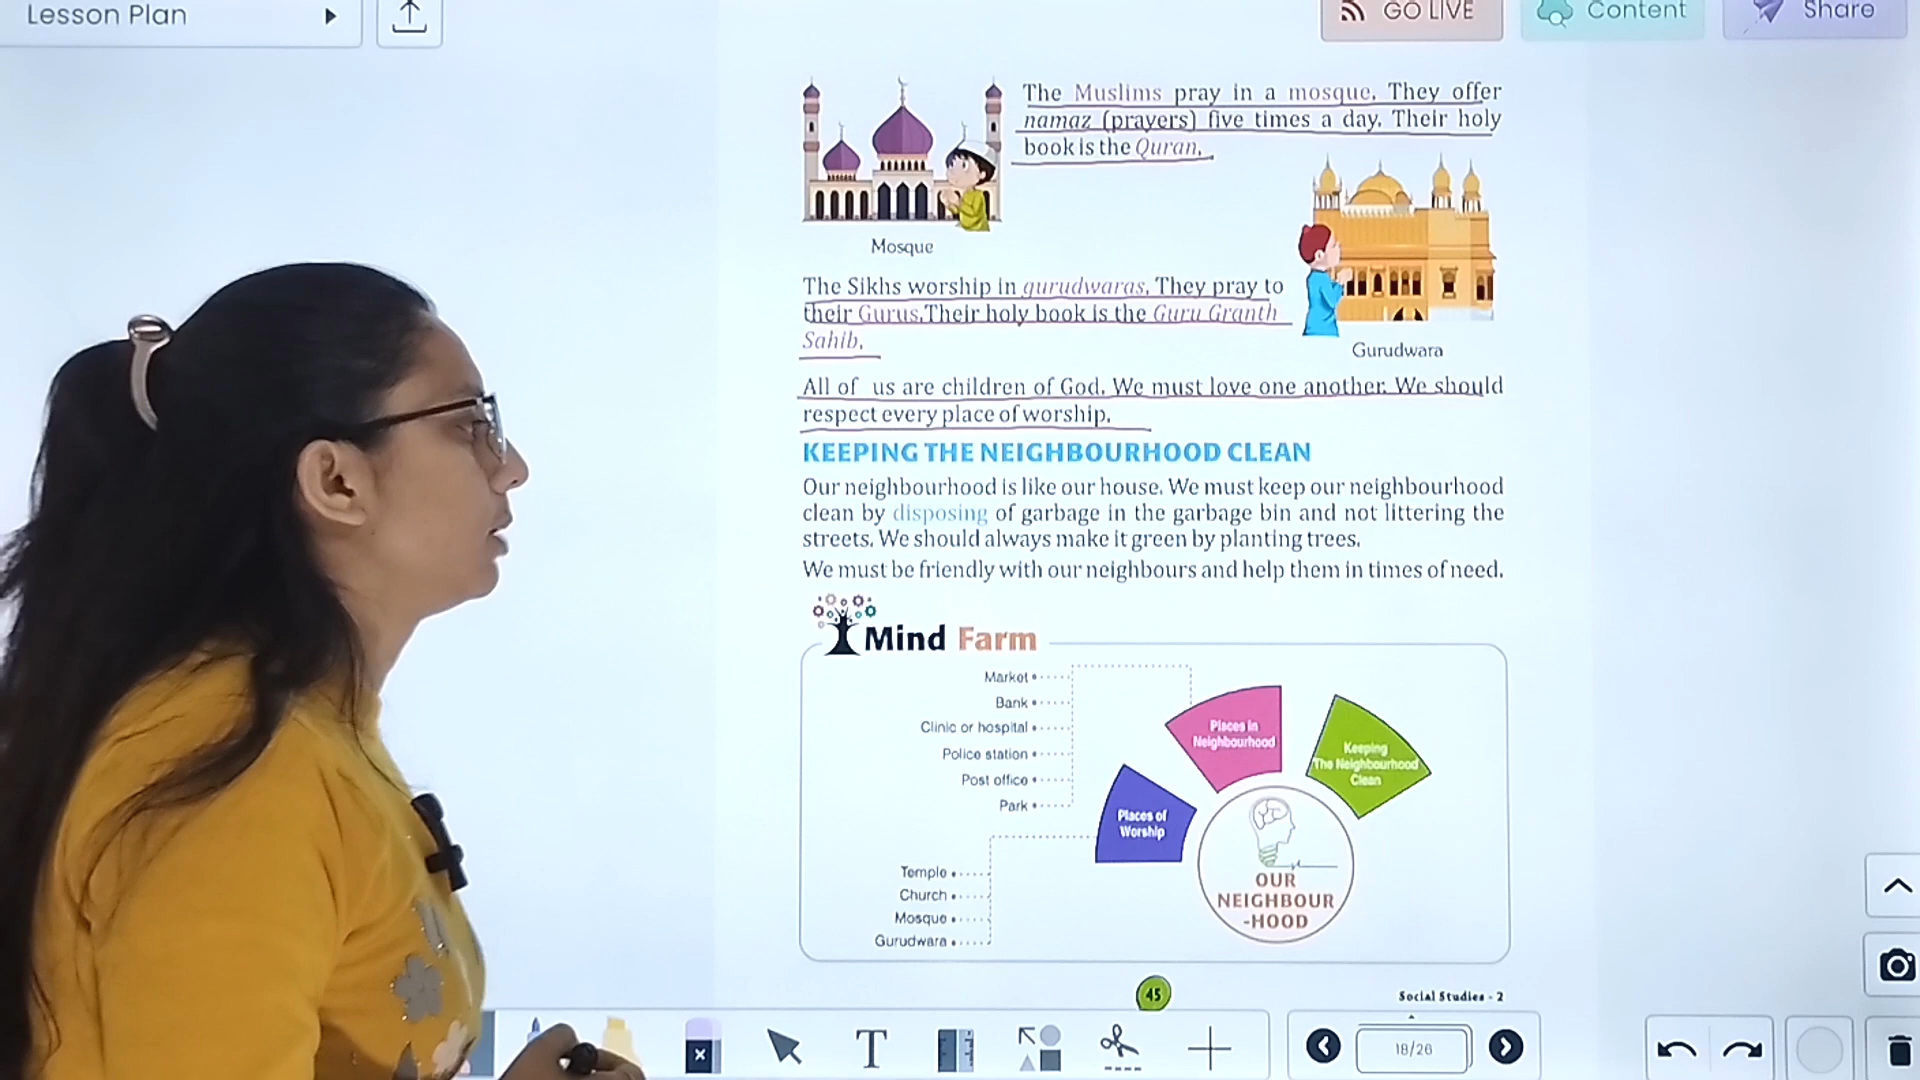 Lesson Plan
GO LIVE
Content
Share
The Muslims pray in a mosque. They offer
namaz (prayers) five times a day. Their holy
book is the Quran.
Mosque
The Sikhs worship in gurudwaras. They pray to
their Gurus.Their holy book is the Guru Granth
Sahib.
Gurudwara
All of us are children of God. We must love one another. We should
respect every place of worship.
KEEPING THE NEIGHBOURHOOD CLEAN
Our neighbourhood is like our house. We must keep our neighbourhood
clean by disposing of garbage in the garbage bin and not littering the
streets. We should always make it green by planting trees.
We must be friendly with our neighbours and help them in times of need.
Mind Farm
Market
Bank
Clinic or hospital
Police station
Post office
Park
Places in
Neighbourhood
Keeping
The Neighbourhood
Clean
Places of
Worship
Temple
Church
Mosque
Gurudwara
OUR
NEIGHBOUR
-HOOD
45
Social Studies - 2
T
18/26